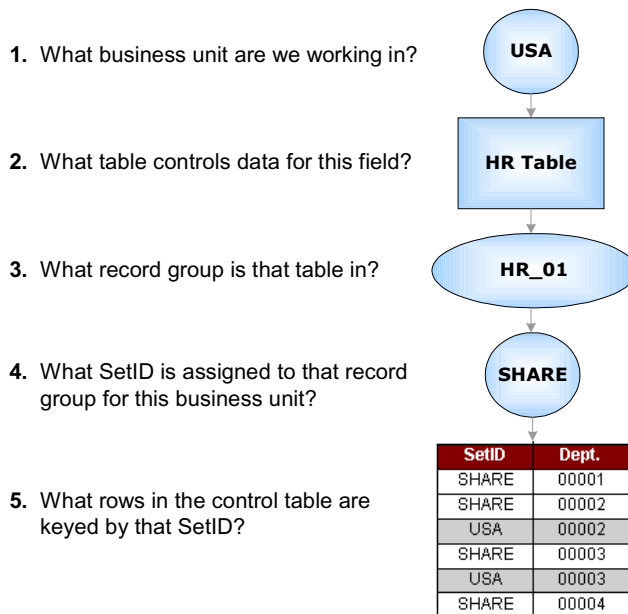 1. What business unit are we working in?
USA
2. What table controls data for this field?
HR Table
3. What record group is that table in?
HR_01
4. What SetID is assigned to that record
group for this business unit?
SHARE
5. What rows in the control table are
keyed by that SetID?
SetID Dept.
SHARE 00001
SHARE 00002
USA 00002
SHARE 00003
USA 00003
SHARE 00004